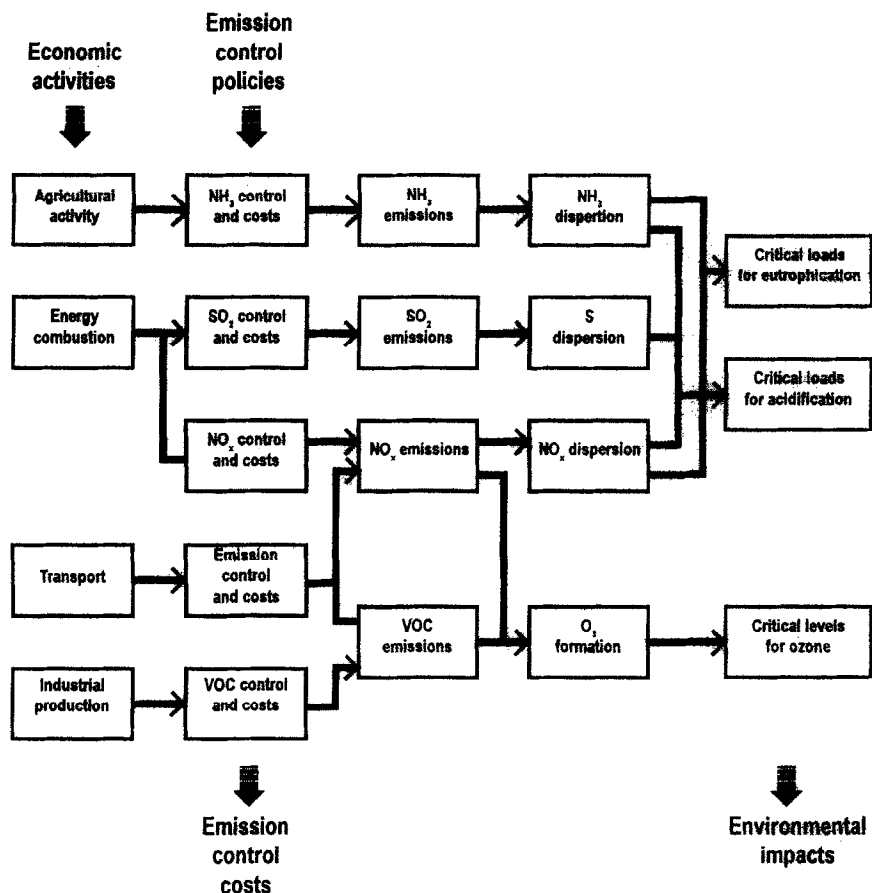 Economic
activities
Emission
control
policies
Agricultural
activity
NH₃ control
and costs
NH₃
emissions
NH₃
dispertion
Critical loads
for eutrophication
Energy
combustion
SO₂ control
and costs
SO₂
emissions
S
dispersion
Critical loads
for acidification
NOₓ control
and costs
NOₓ emissions
NOₓ dispersion
Transport
Emission
control
and costs
VOC
emissions
O₃
formation
Critical levels
for ozone
Industrial
production
VOC control
and costs
Emission
control
costs
Environmental
impacts